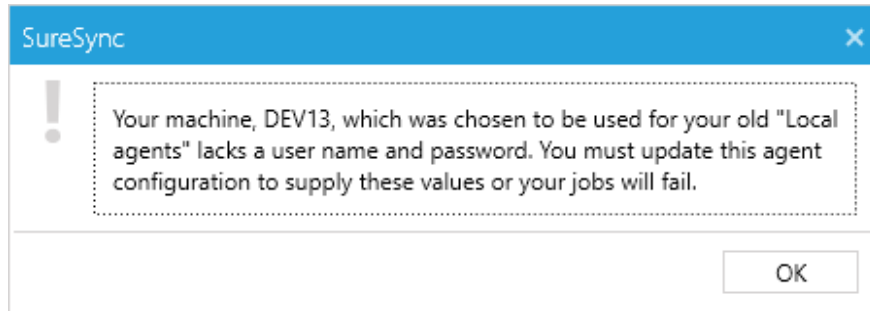 SureSync
Your machine, DEV13, which was chosen to be used for your old "Local
agents" lacks a user name and password. You must update this agent
configuration to supply these values or your jobs will fail.
OK